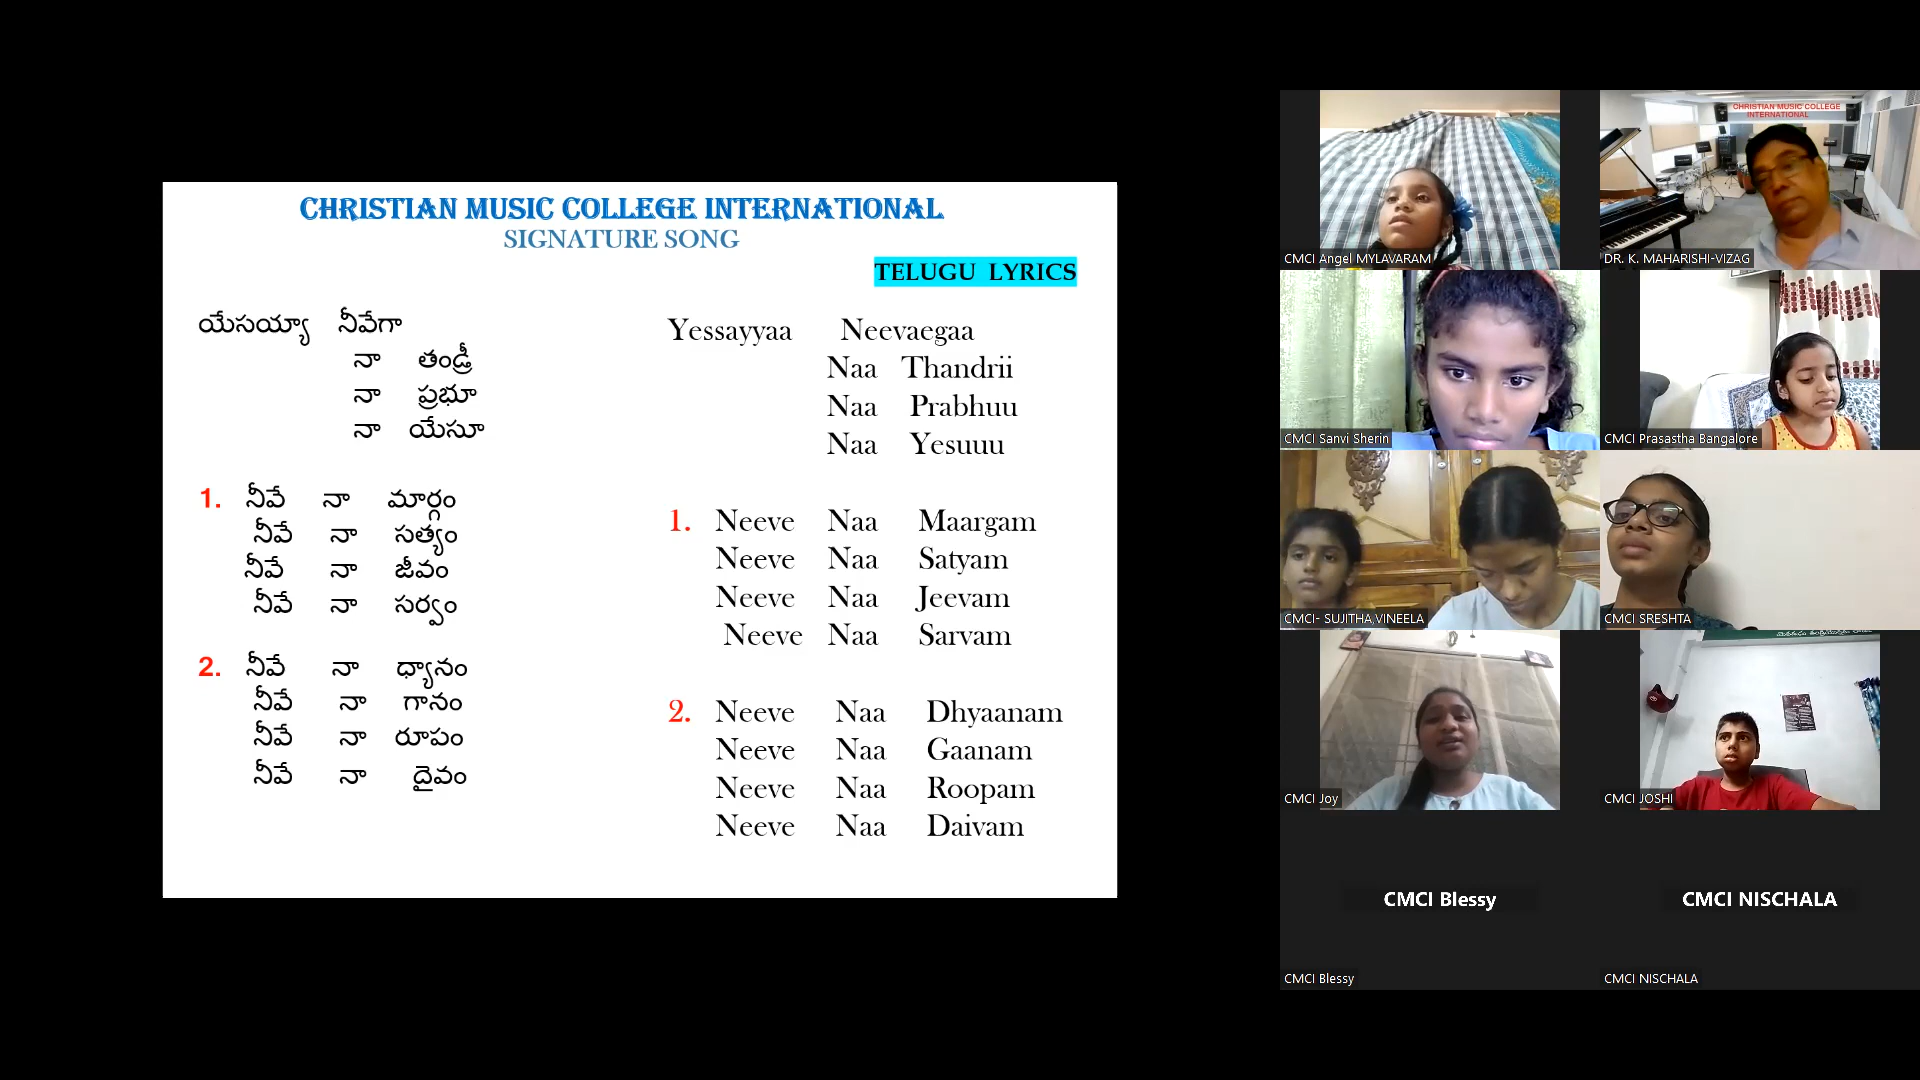 CHRISTIAN MUSIC COLLEGE INTERNATIONAL
SIGNATURE SONG
TELUGU LYRICS
యేసయ్యా నీవేగా
నా తండ్రీ
నా ప్రభూ
నా యేసూ
1. నీవే నా మార్గం
నీవే నా సత్యం
నీవే నా జీవం
నీవే నా సర్వం
2. నీవే నా ధ్యానం
నీవే నా గానం
నీవే నా రూపం
నీవే నా దైవం
Yessayyaa Neevaegaa
Naa Thandrii
Naa Prabhuu
Naa Yesuuu
1. Neeve Naa Maargam
Neeve Naa Satyam
Neeve Naa Jeevam
Neeve Naa Sarvam
2. Neeve Naa Dhyaanam
Neeve Naa Gaanam
Neeve Naa Roopam
Neeve Naa Daivam
CMCI Angel MYLAVARAM
CHRISTIAN MUSIC COLLEGE
INTERNATIONAL
DR. K. MAHARISHI-VIZAG
CMCI Sanvi Sherin
CMCI Prasastha Bangalore
CMCI- SUJITHA,VINEELA
CMCI SRESHTA
CMCI Joy
CMCI JOSHI
CMCI Blessy
CMCI NISCHALA
CMCI Blessy
CMCI NISCHALA